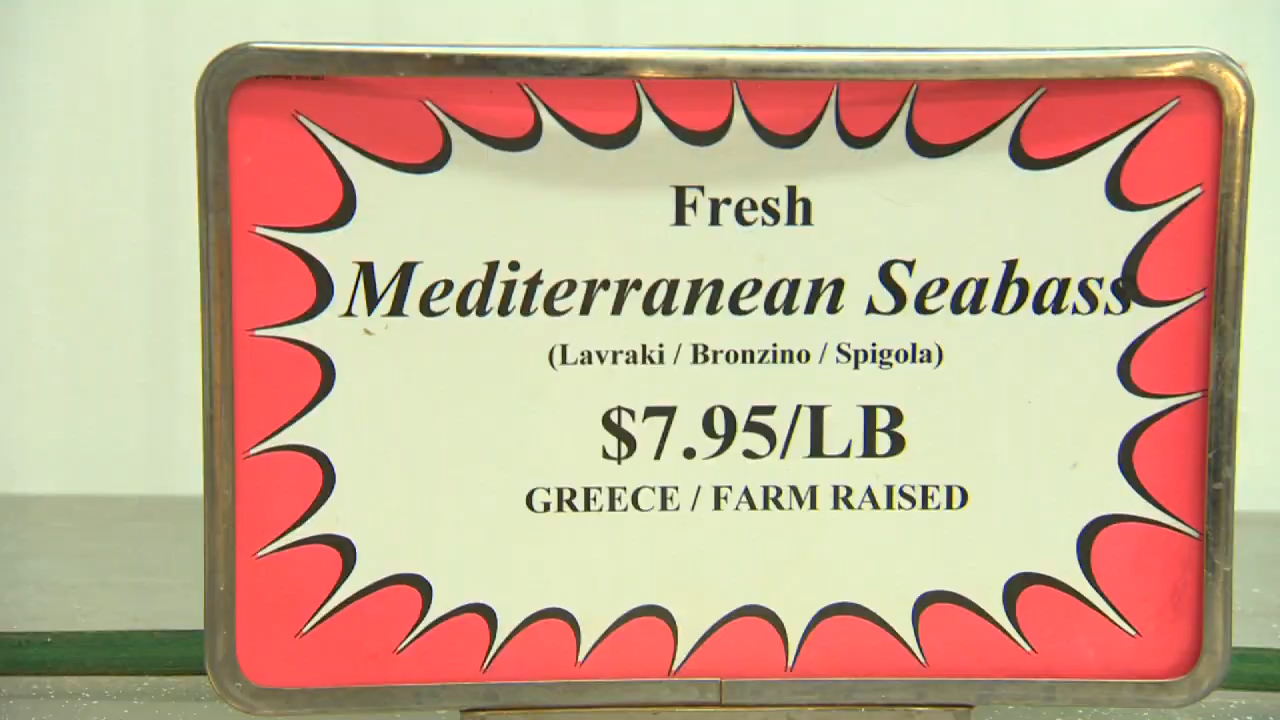 Fresh
Mediterranean Seabass
(Lavraki / Bronzino / Spigola)
$7.95/LB
GREECE / FARM RAISED